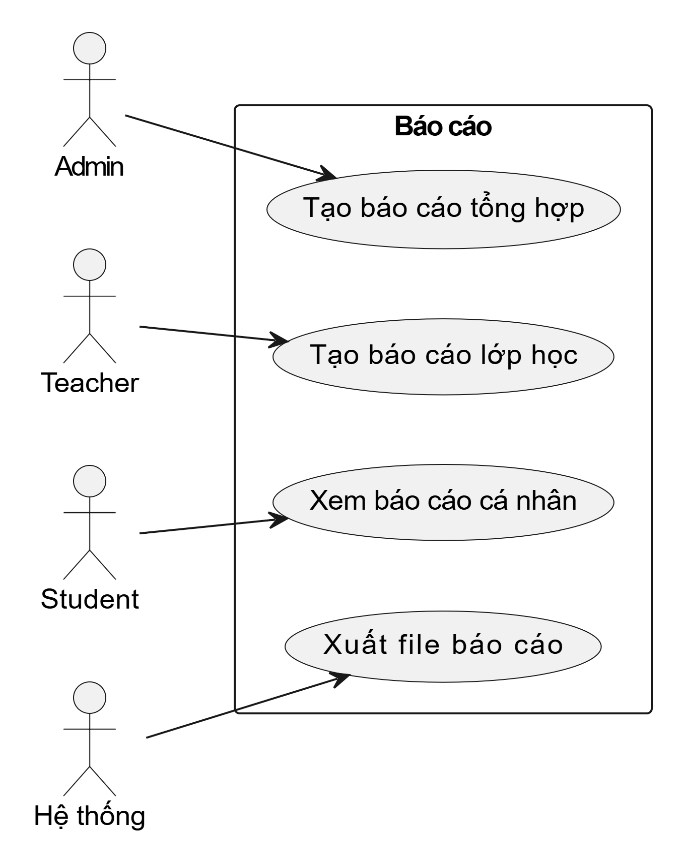 Admin
Báo cáo
Tạo báo cáo tổng hợp
Teacher
Tạo báo cáo lớp học
Student
Xem báo cáo cá nhân
Hệ thống
Xuất file báo cáo